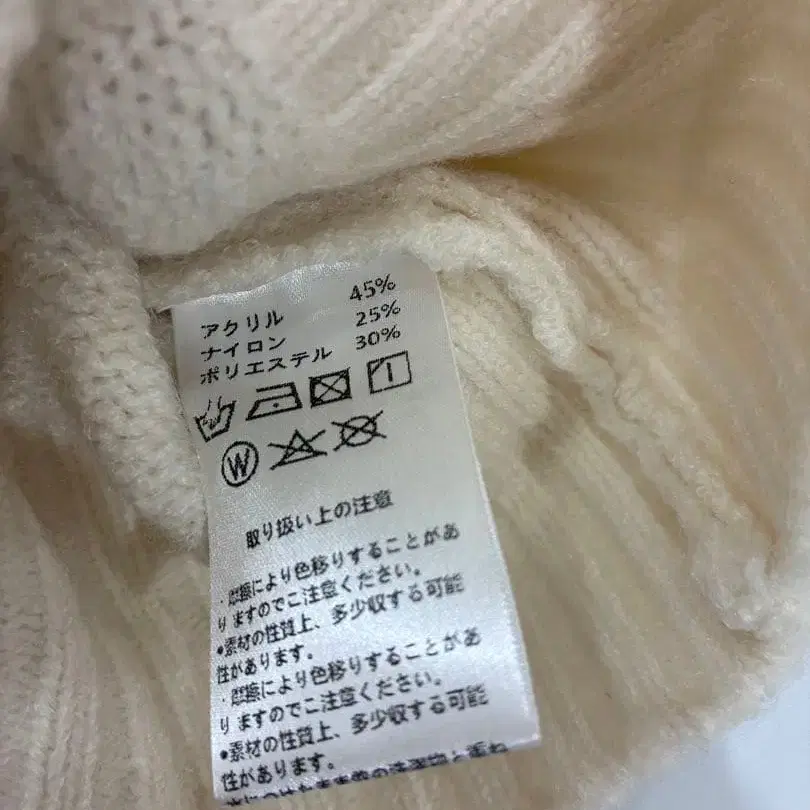 アクリル 45%
ナイロン 25%
ポリエステル 30%
W
取り扱い上の注意
・摩擦により色移りすることがあ
りますのでご注意ください。
•素材の性質上、多少収する可能
性があります。
・摩擦により色移りすることがあ
りますのでご注意ください。
•素材の性質上、多少収する可能
性があります。